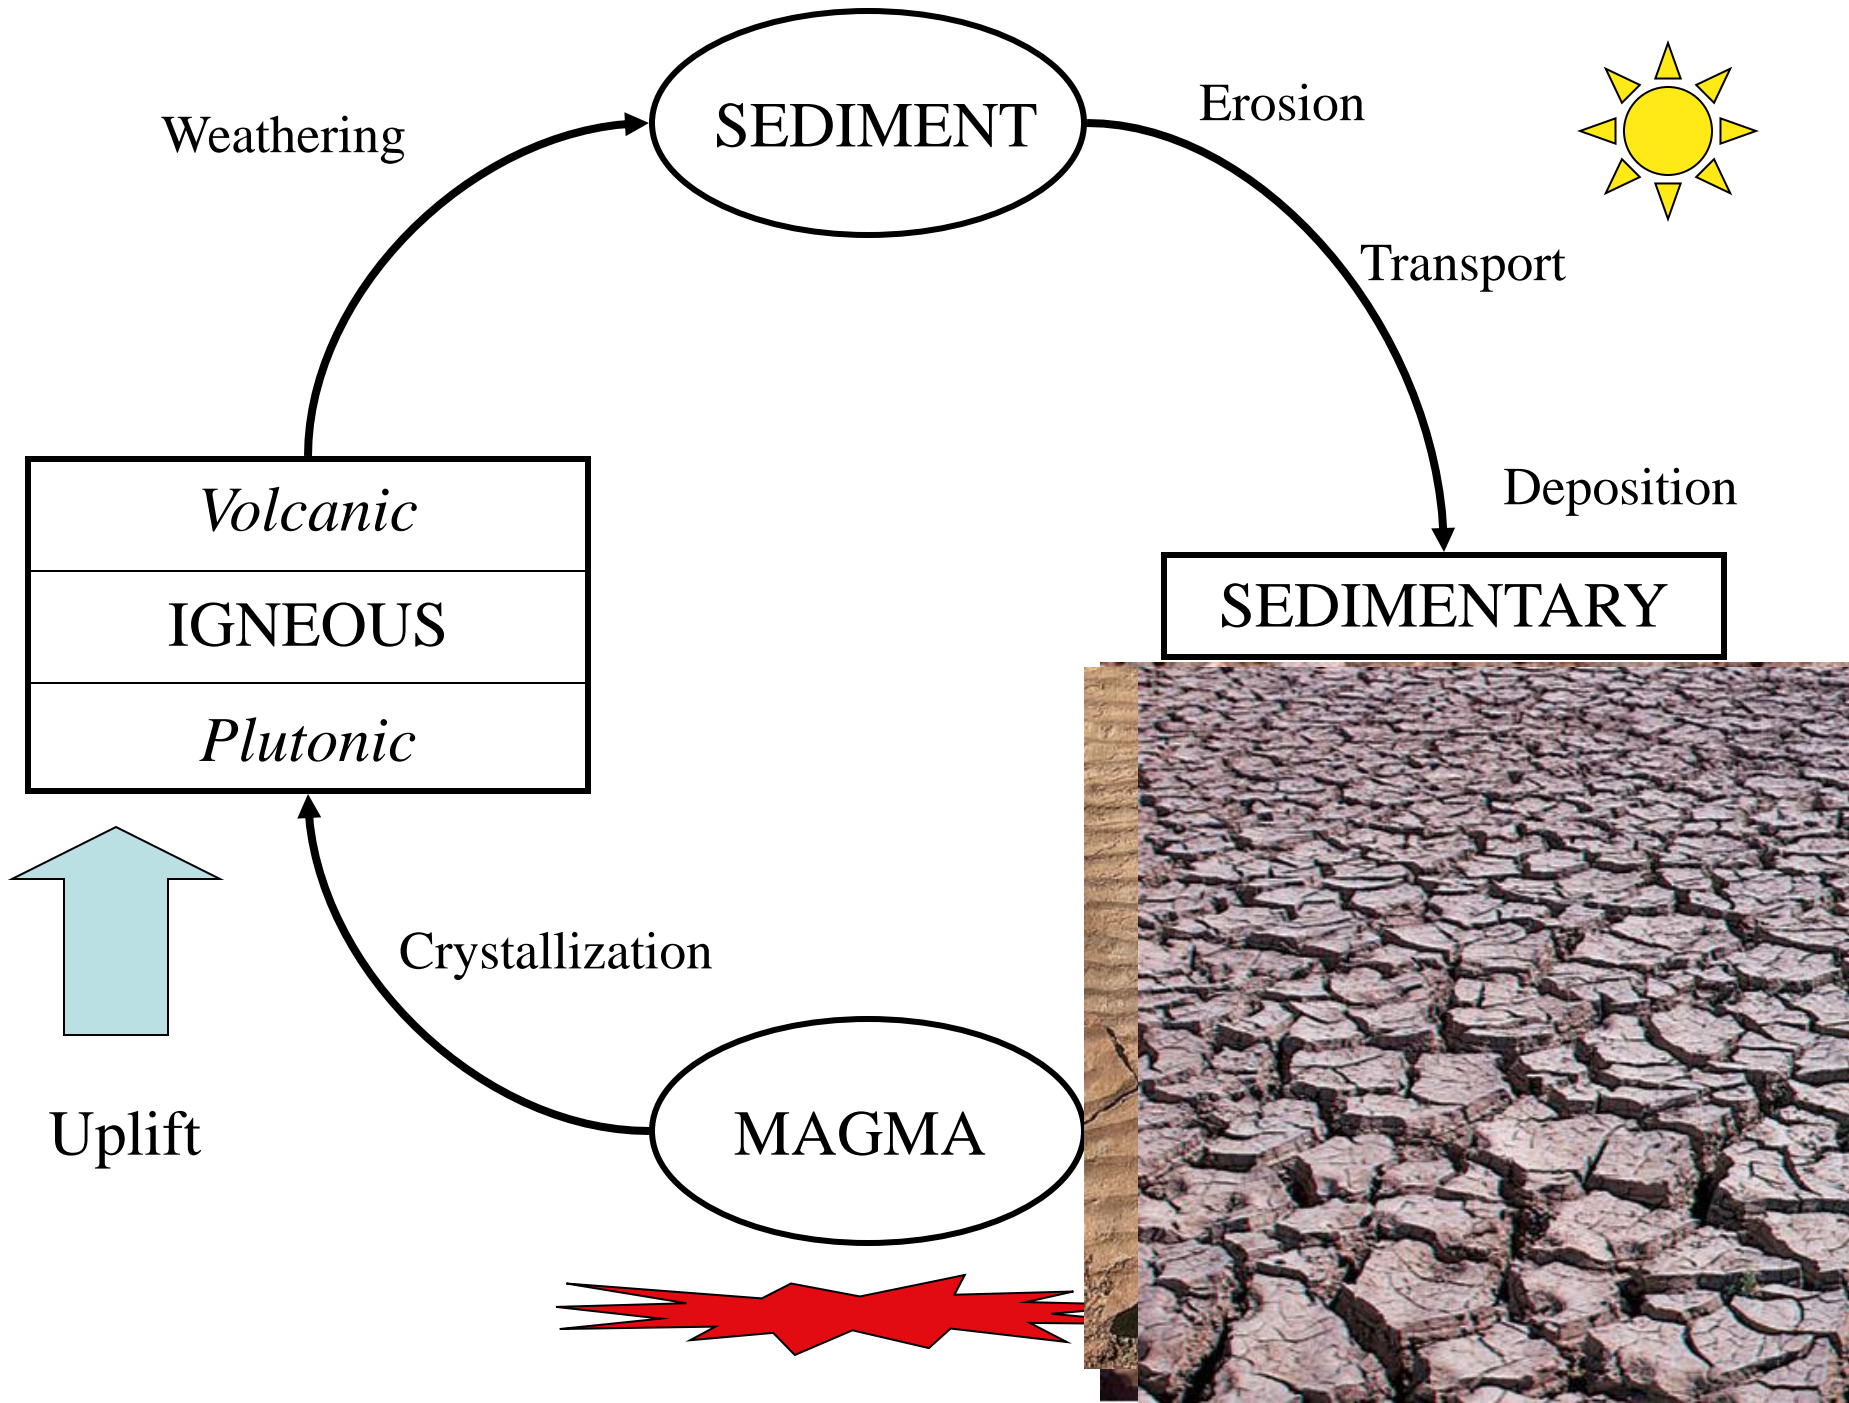 SEDIMENT
Erosion
Weathering
Transport
Deposition
Volcanic
IGNEOUS
SEDIMENTARY
Plutonic
Crystallization
MAGMA
Uplift